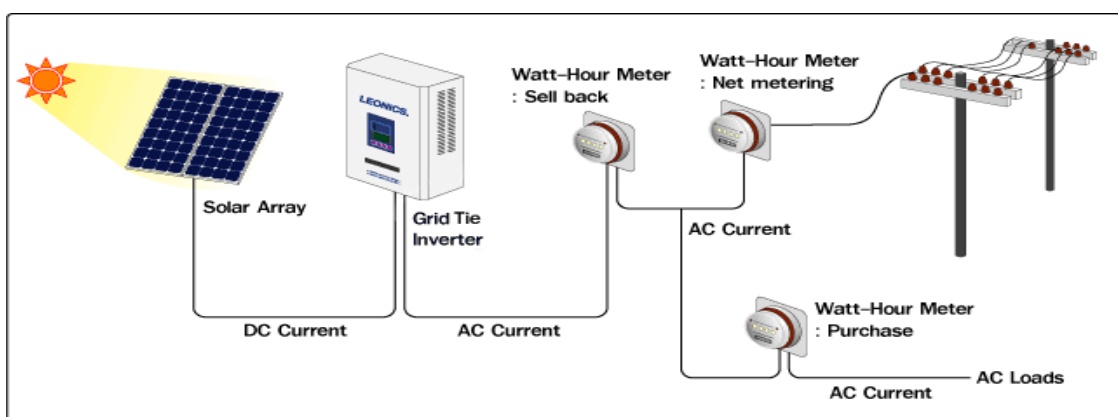 Watt-Hour Meter
: Sell back
Watt-Hour Meter
: Net metering
LEONICS.
Solar Array
Grid Tie
Inverter
AC Current
DC Current
AC Current
Watt-Hour Meter
: Purchase
AC Loads
AC Current